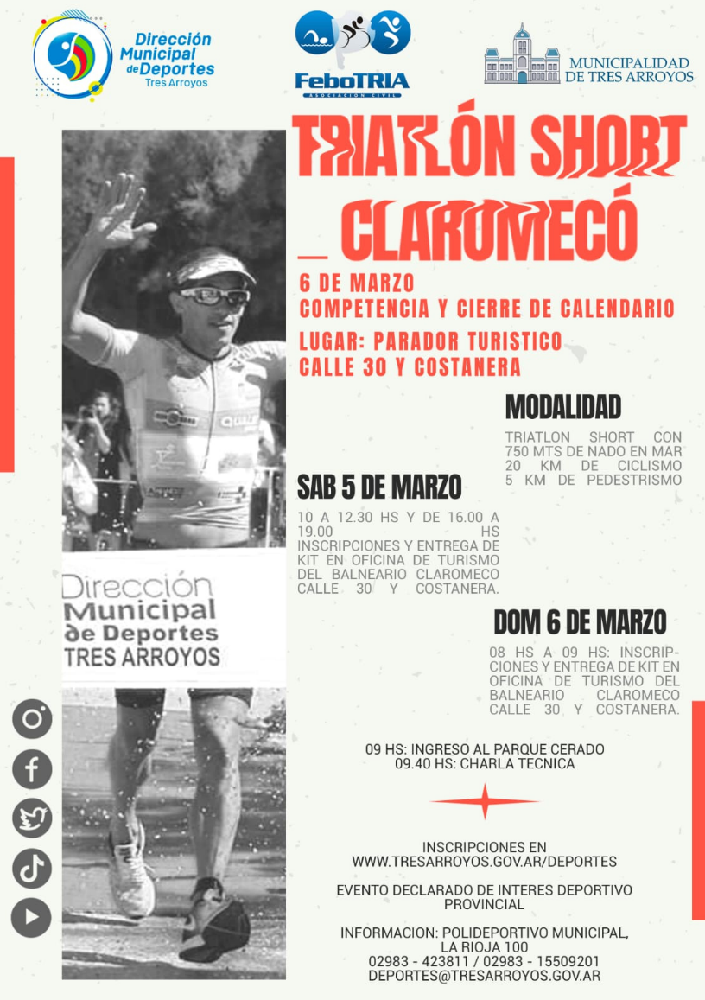 Dirección
Municipal
de Deportes
Tres Arroyos
FeboTRIA
ASOCIACION CIVIL
MUNICIPALIDAD
DE TRES ARROYOS
TRIATLÓN SHORT
_ CLAROMECÓ
6 DE MARZO
COMPETENCIA Y CIERRE DE CALENDARIO
LUGAR: PARADOR TURISTICO
CALLE 30 Y COSTANERA
MODALIDAD
TRIATLON SHORT CON
750 MTS DE NADO EN MAR
20 KM DE CICLISMO
5 KM DE PEDESTRISMO
SAB 5 DE MARZO
10 A 12.30 HS Y DE 16.00 A
19.00 HS
INSCRIPCIONES Y ENTREGA DE
KIT EN OFICINA DE TURISMO
DEL BALNEARIO CLAROMECO
CALLE 30 Y COSTANERA.
Dirección
Municipal
de Deportes
TRES ARROYOS
DOM 6 DE MARZO
08 HS A 09 HS: INSCRIP-
CIONES Y ENTREGA DE KIT EN
OFICINA DE TURISMO DEL
BALNEARIO CLAROMECO
CALLE 30 Y COSTANERA.
09 HS: INGRESO AL PARQUE CERADO
09.40 HS: CHARLA TECNICA
INSCRIPCIONES EN
WWW.TRESARROYOS.GOV.AR/DEPORTES
EVENTO DECLARADO DE INTERES DEPORTIVO
PROVINCIAL
INFORMACION: POLIDEPORTIVO MUNICIPAL,
LA RIOJA 100
02983 - 423811 / 02983 - 15509201
DEPORTES@TRESARROYOS.GOV.AR